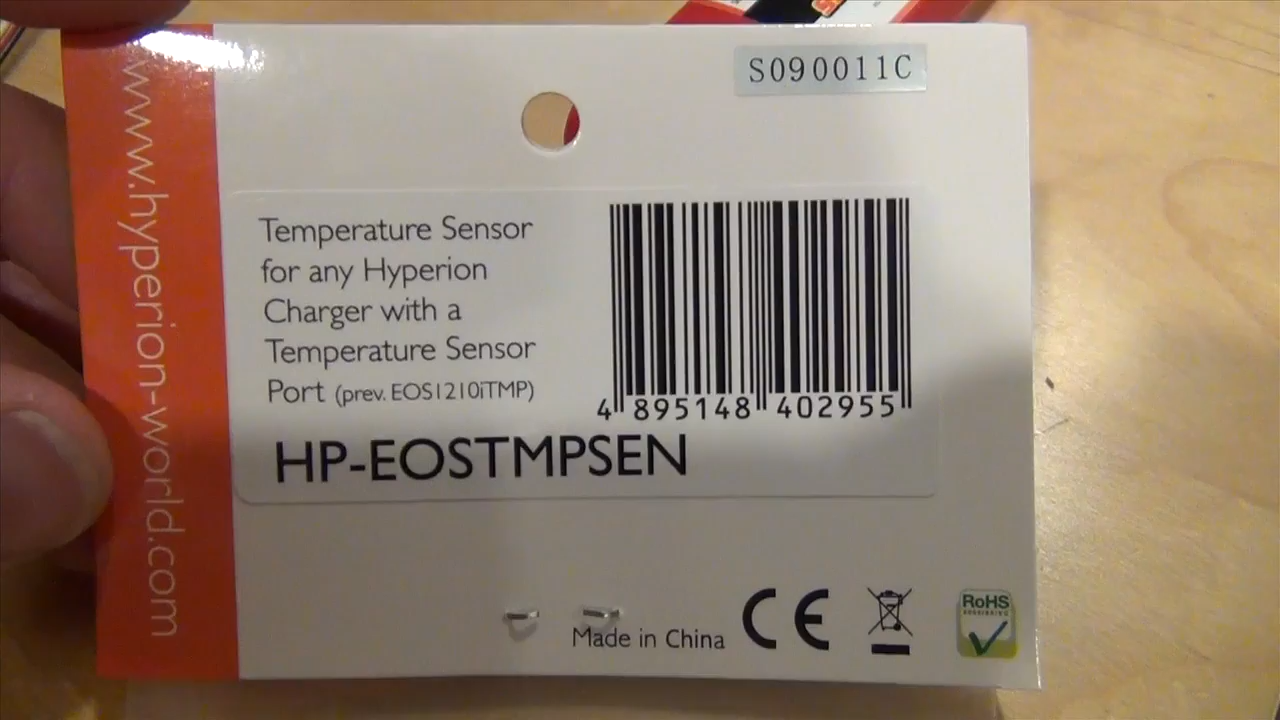 S090011C
www.hyperion-world.com
Temperature Sensor
for any Hyperion
Charger with a
Temperature Sensor
Port (prev. EOS1210iTMP)
4 895148 402955
HP-EOSTMPSEN
Made in China
CE
RoHS